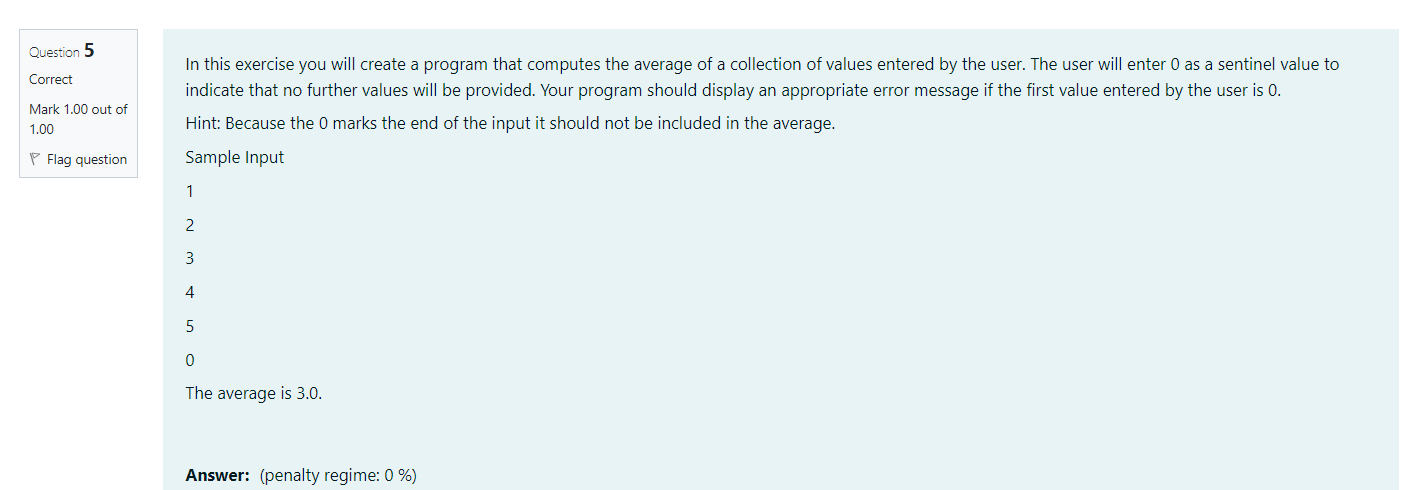 Question 5
Correct
Mark 1.00 out of
1.00
Flag question
In this exercise you will create a program that computes the average of a collection of values entered by the user. The user will enter 0 as a sentinel value to
indicate that no further values will be provided. Your program should display an appropriate error message if the first value entered by the user is 0.
Hint: Because the 0 marks the end of the input it should not be included in the average.
Sample Input
1
2
3
4
5
0
The average is 3.0.
Answer: (penalty regime: 0 %)